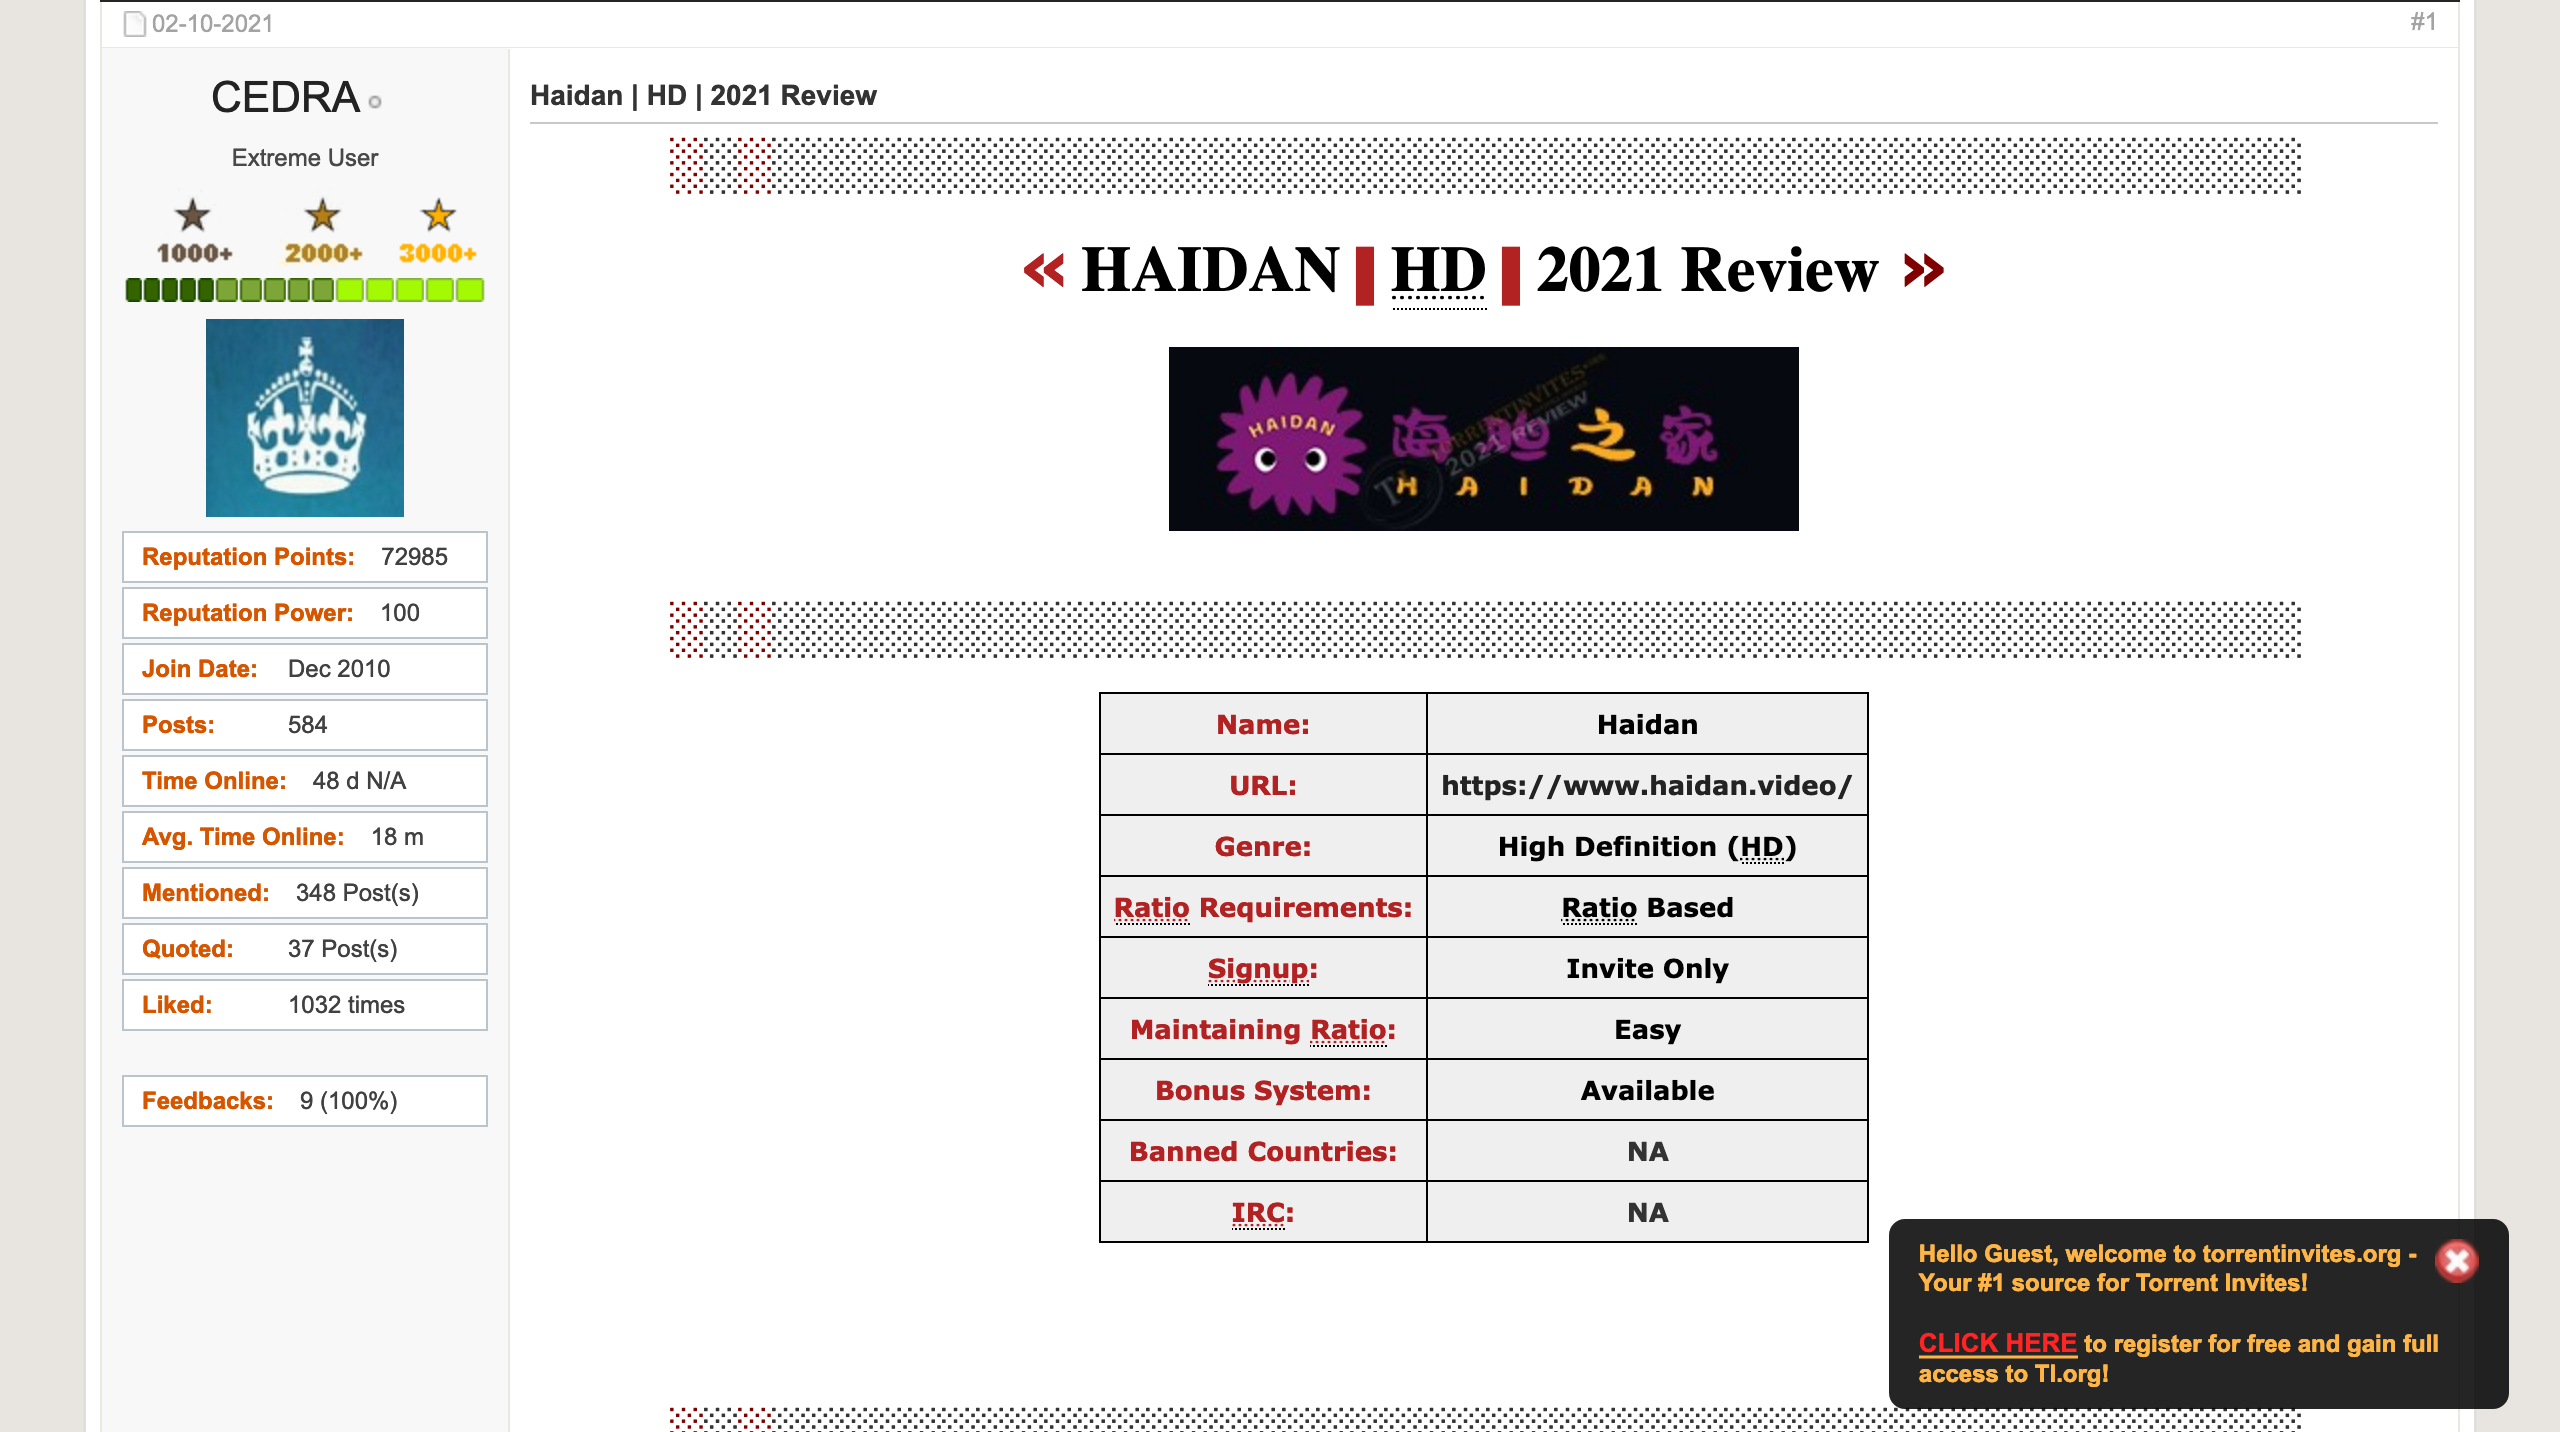 02-10-2021
#1
CEDRA
Extreme User
1000+ 2000+ 3000+
Reputation Points: 72985
Reputation Power: 100
Join Date: Dec 2010
Posts: 584
Time Online: 48 d N/A
Avg. Time Online: 18 m
Mentioned: 348 Post(s)
Quoted: 37 Post(s)
Liked: 1032 times
Feedbacks: 9 (100%)
Haidan | HD | 2021 Review
« HAIDAN | HD | 2021 Review »
HAIDAN
海胆之家
HAIDAN
TORRENTINVITES
2021 REVIEW
Name: Haidan
URL: https://www.haidan.video/
Genre: High Definition (HD)
Ratio Requirements: Ratio Based
Signup: Invite Only
Maintaining Ratio: Easy
Bonus System: Available
Banned Countries: NA
IRC: NA
Hello Guest, welcome to torrentinvites.org -
Your #1 source for Torrent Invites!
CLICK HERE to register for free and gain full
access to TI.org!